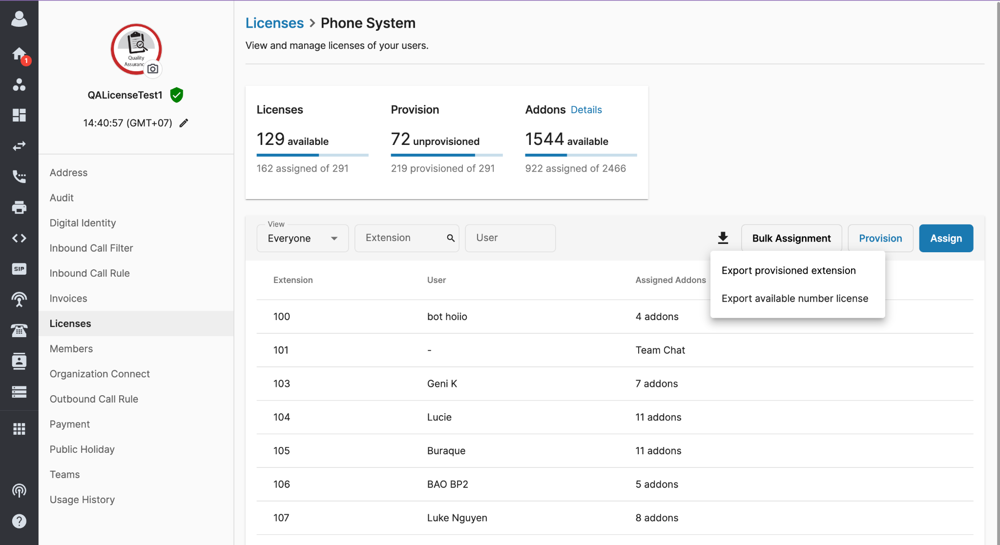 1
SIP
Quality
Assuranc
QALicenseTest1
14:40:57 (GMT+07)
Address
Audit
Digital Identity
Inbound Call Filter
Inbound Call Rule
Invoices
Licenses
Members
Organization Connect
Outbound Call Rule
Payment
Public Holiday
Teams
Usage History
Licenses > Phone System
View and manage licenses of your users.
Licenses
129 available
162 assigned of 291
Provision
72 unprovisioned
219 provisioned of 291
Addons Details
1544 available
922 assigned of 2466
View
Everyone
Extension
User
Bulk Assignment
Provision
Assign
Export provisioned extension
Export available number license
Extension User Assigned Addons
100 bot hoiio 4 addons
101 - Team Chat
103 Geni K 7 addons
104 Lucie 11 addons
105 Buraque 11 addons
106 BAO BP2 5 addons
107 Luke Nguyen 8 addons